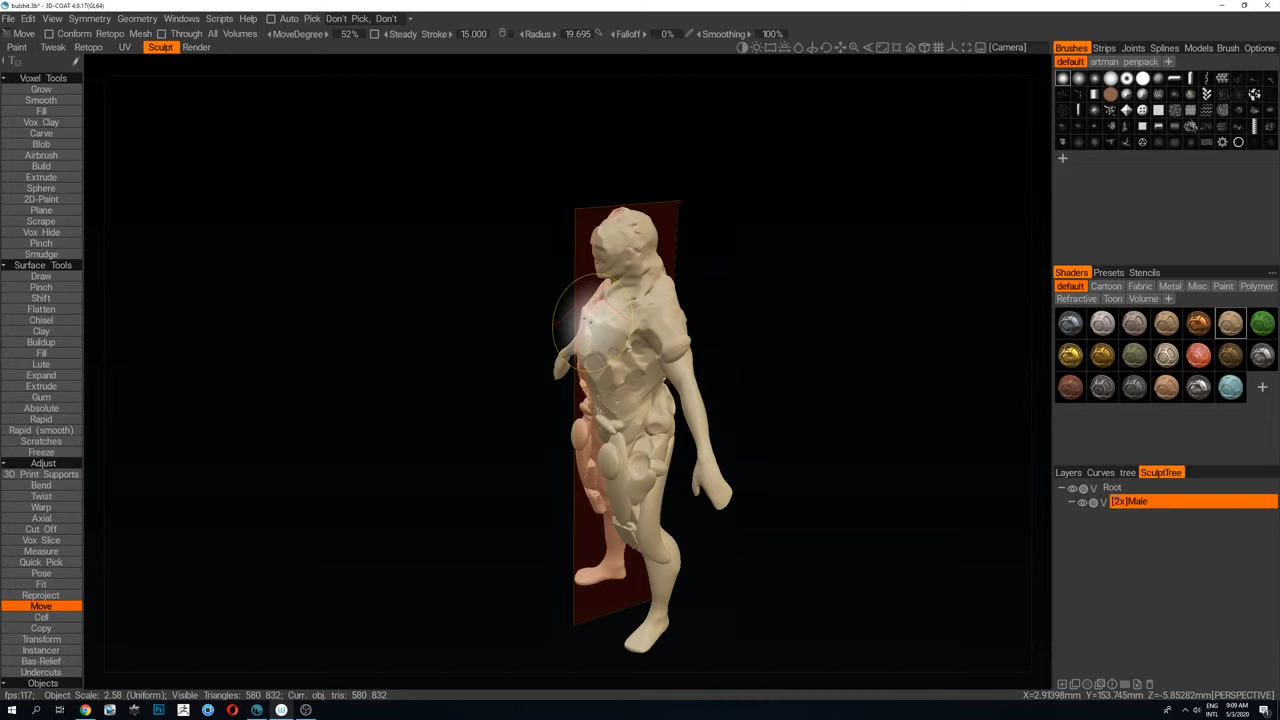 bulshit.3b* - 3D-COAT 4.9.17(GL64)
File Edit View Symmetry Geometry Windows Scripts Help Auto Pick Don't Pick, Don't
Move Conform Retopo Mesh Through All Volumes MoveDegree 52% Steady Stroke 15.000 Radius 19.695 Falloff 0% Smoothing 100%
Paint Tweak Retopo UV Sculpt Render [Camera]
Voxel Tools
Grow
Smooth
Fill
Vox Clay
Carve
Blob
Airbrush
Build
Extrude
Sphere
2D-Paint
Plane
Scrape
Vox Hide
Pinch
Smudge
Surface Tools
Draw
Pinch
Shift
Flatten
Chisel
Clay
Buildup
Fill
Lute
Expand
Extrude
Gum
Absolute
Rapid
Rapid (smooth)
Scratches
Freeze
Adjust
3D Print Supports
Bend
Twist
Warp
Axial
Cut Off
Vox Slice
Measure
Quick Pick
Pose
Fit
Reproject
Move
Cell
Copy
Transform
Instancer
Bas-Relief
Undercuts
Objects
Brushes Strips Joints Splines Models Brush Options
default artman penpack +
Shaders Presets Stencils
default Cartoon Fabric Metal Misc Paint Polymer
Refractive Toon Volume +
Layers Curves tree SculptTree
V Root
V [2x]Male
fps:117; Object Scale: 2.58 (Uniform); Visible Triangles: 580 832; Curr. obj. tris: 580 832
X=2.91398m Y=153.745m Z=-5.85282m[PERSPECTIVE]
ENG
INTL
9:09 AM
5/3/2020